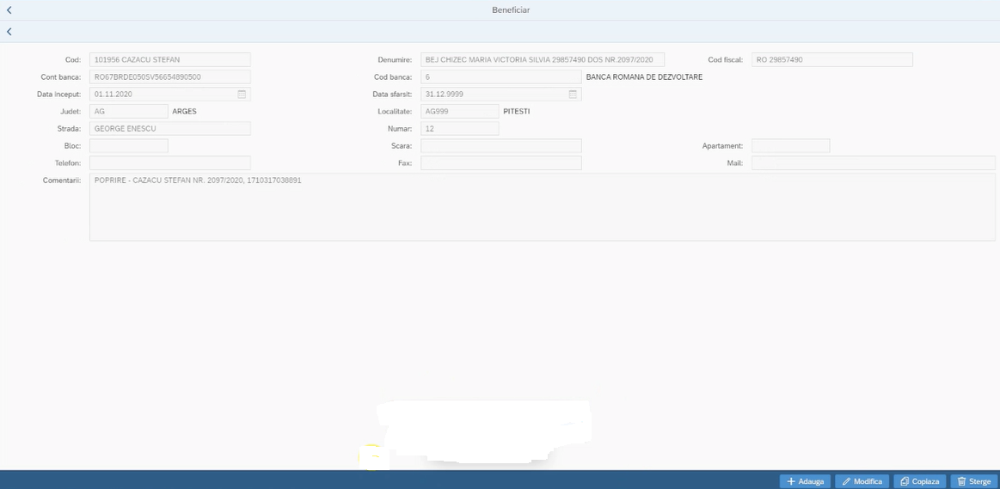 Beneficiar
Cod: 101956 CAZACU STEFAN Denumire: BEJ CHIZEC MARIA VICTORIA SILVIA 29857490 DOS NR.2097/2020 Cod fiscal: RO 29857490
Cont banca: RO67BRDE050SV56654890500 Cod banca: 6 BANCA ROMANA DE DEZVOLTARE
Data inceput: 01.11.2020 Data sfarsit: 31.12.9999
Judet: AG ARGES Localitate: AG999 PITESTI
Strada: GEORGE ENESCU Numar: 12
Bloc: Scara: Apartament:
Telefon: Fax: Mail:
Comentarii: POPRIRE - CAZACU STEFAN NR. 2097/2020, 1710317038891
Adauga Modifica Copiaza Sterge